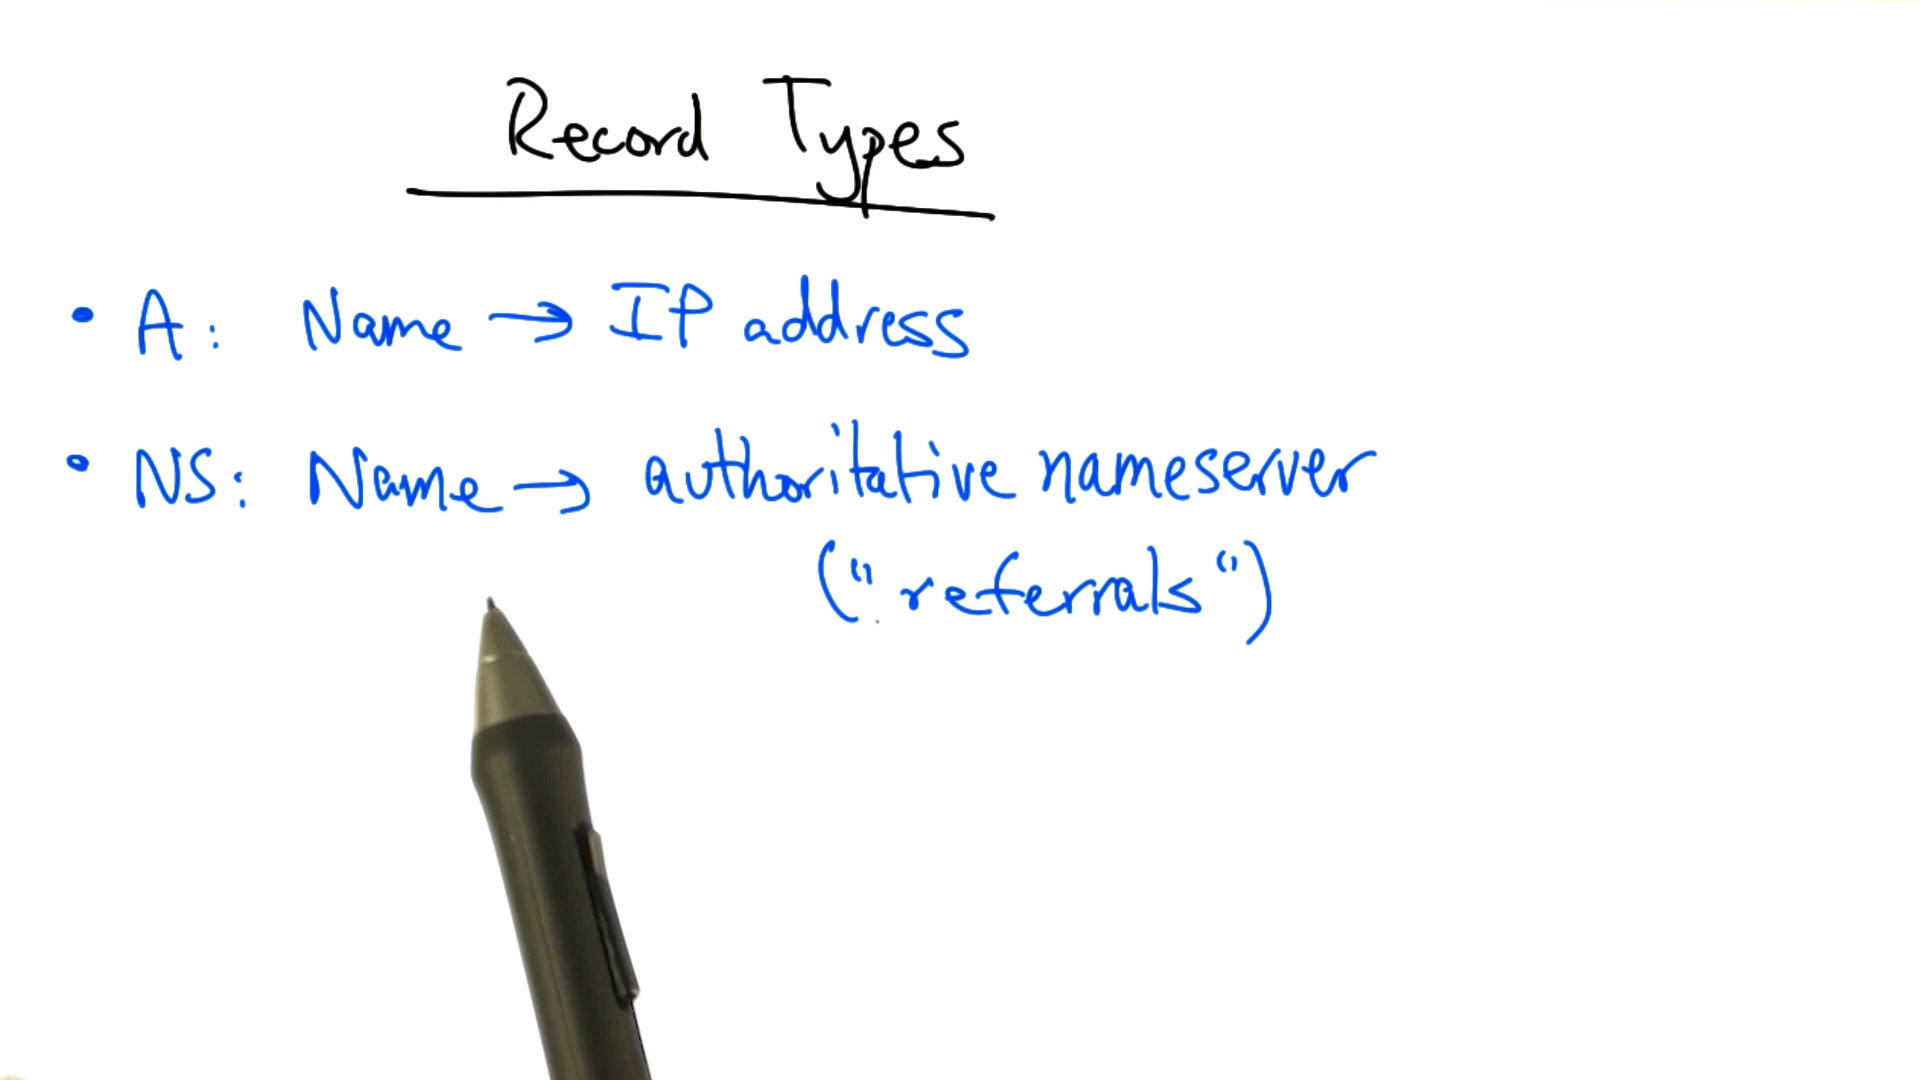 Record Types
• A: Name → IP address
• NS: Name → authoritative nameserver
("referrals")